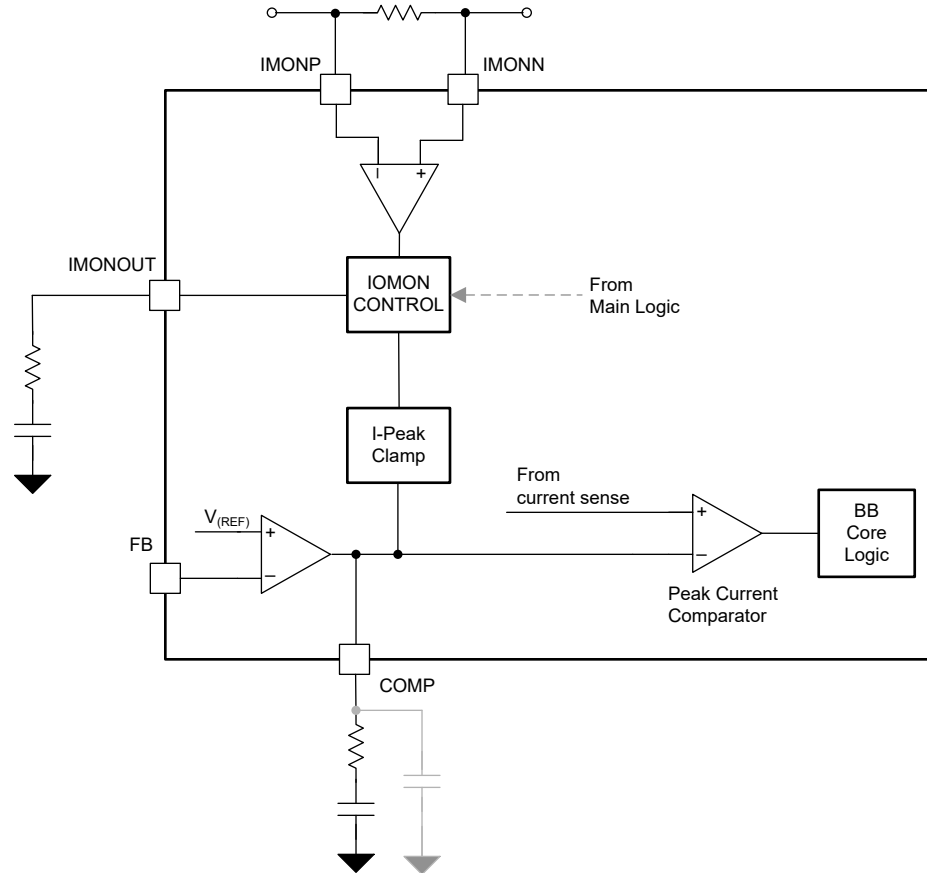 IMONP
IMONN
− +
IMONOUT
IOMON
CONTROL
From
Main Logic
I-Peak
Clamp
From
current sense
V(REF)
+
−
FB
+
−
BB
Core
Logic
Peak Current
Comparator
COMP